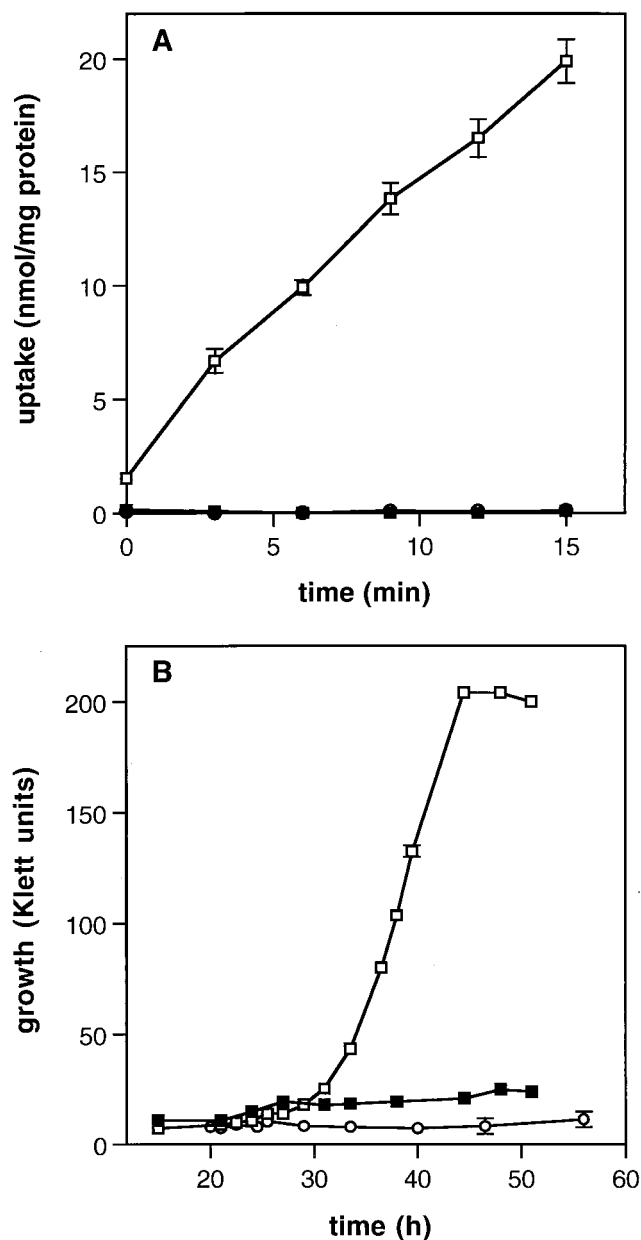 A
20
15
10
5
0
uptake (nmol/mg protein)
0 5 10 15
time (min)
B
200
150
100
50
0
growth (Klett units)
20 30 40 50 60
time (h)